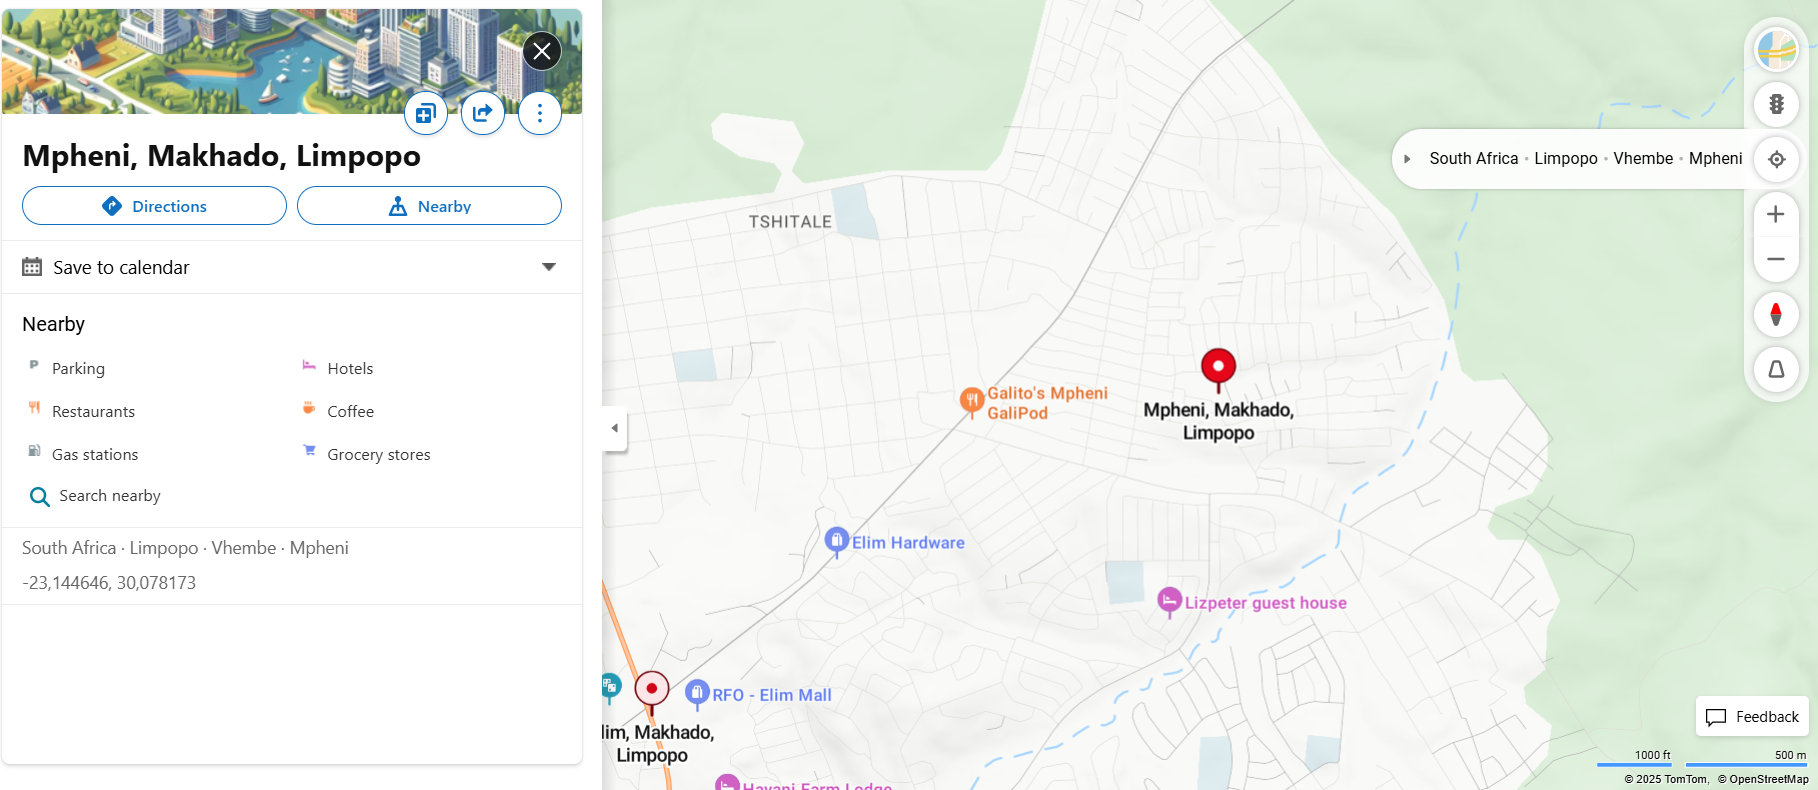 Mpheni, Makhado, Limpopo
Directions
Nearby
Save to calendar
Nearby
Parking
Hotels
Restaurants
Coffee
Gas stations
Grocery stores
Search nearby
South Africa · Limpopo · Vhembe · Mpheni
-23,144646, 30,078173
TSHITALE
South Africa • Limpopo • Vhembe • Mpheni
Galito's Mpheni
GaliPod
Mpheni, Makhado,
Limpopo
Elim Hardware
Lizpeter guest house
RFO - Elim Mall
lim, Makhado,
Limpopo
Havani Farm Lodge
Feedback
1000 ft
500 m
© 2025 TomTom, © OpenStreetMap